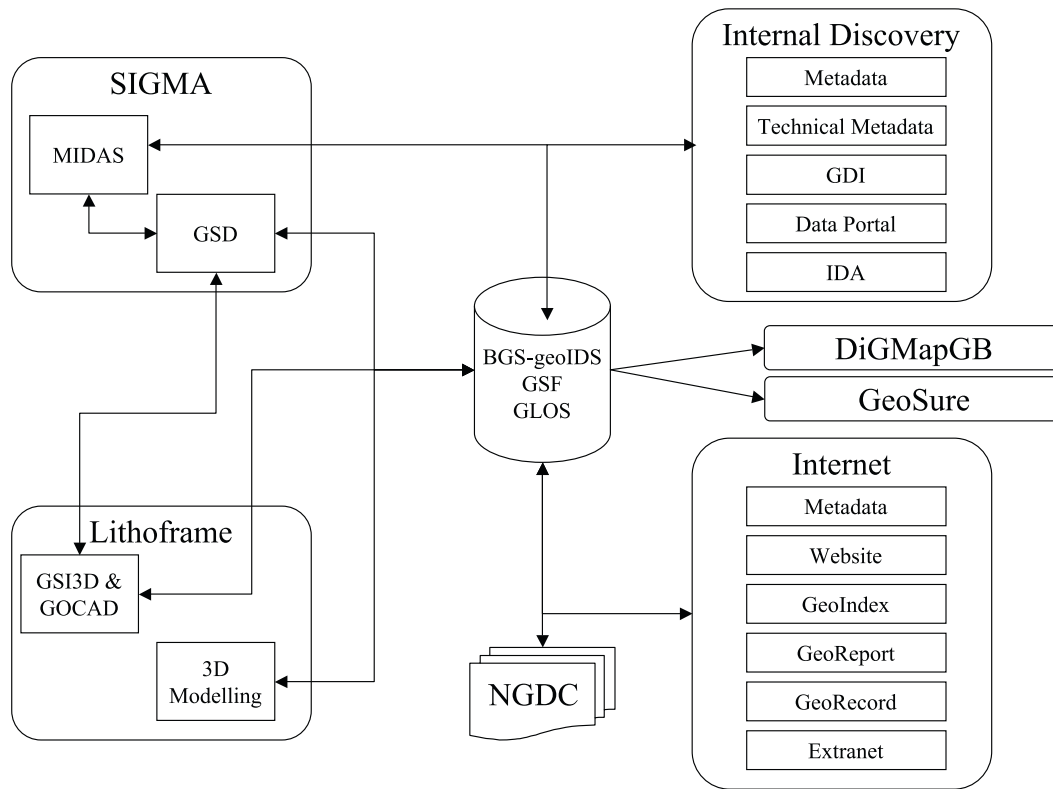 SIGMA
MIDAS
GSD
Internal Discovery
Metadata
Technical Metadata
GDI
Data Portal
IDA
BGS-geoIDS
GSF
GLOS
DiGMapGB
GeoSure
Lithoframe
GSI3D &
GOCAD
3D
Modelling
NGDC
Internet
Metadata
Website
GeoIndex
GeoReport
GeoRecord
Extranet